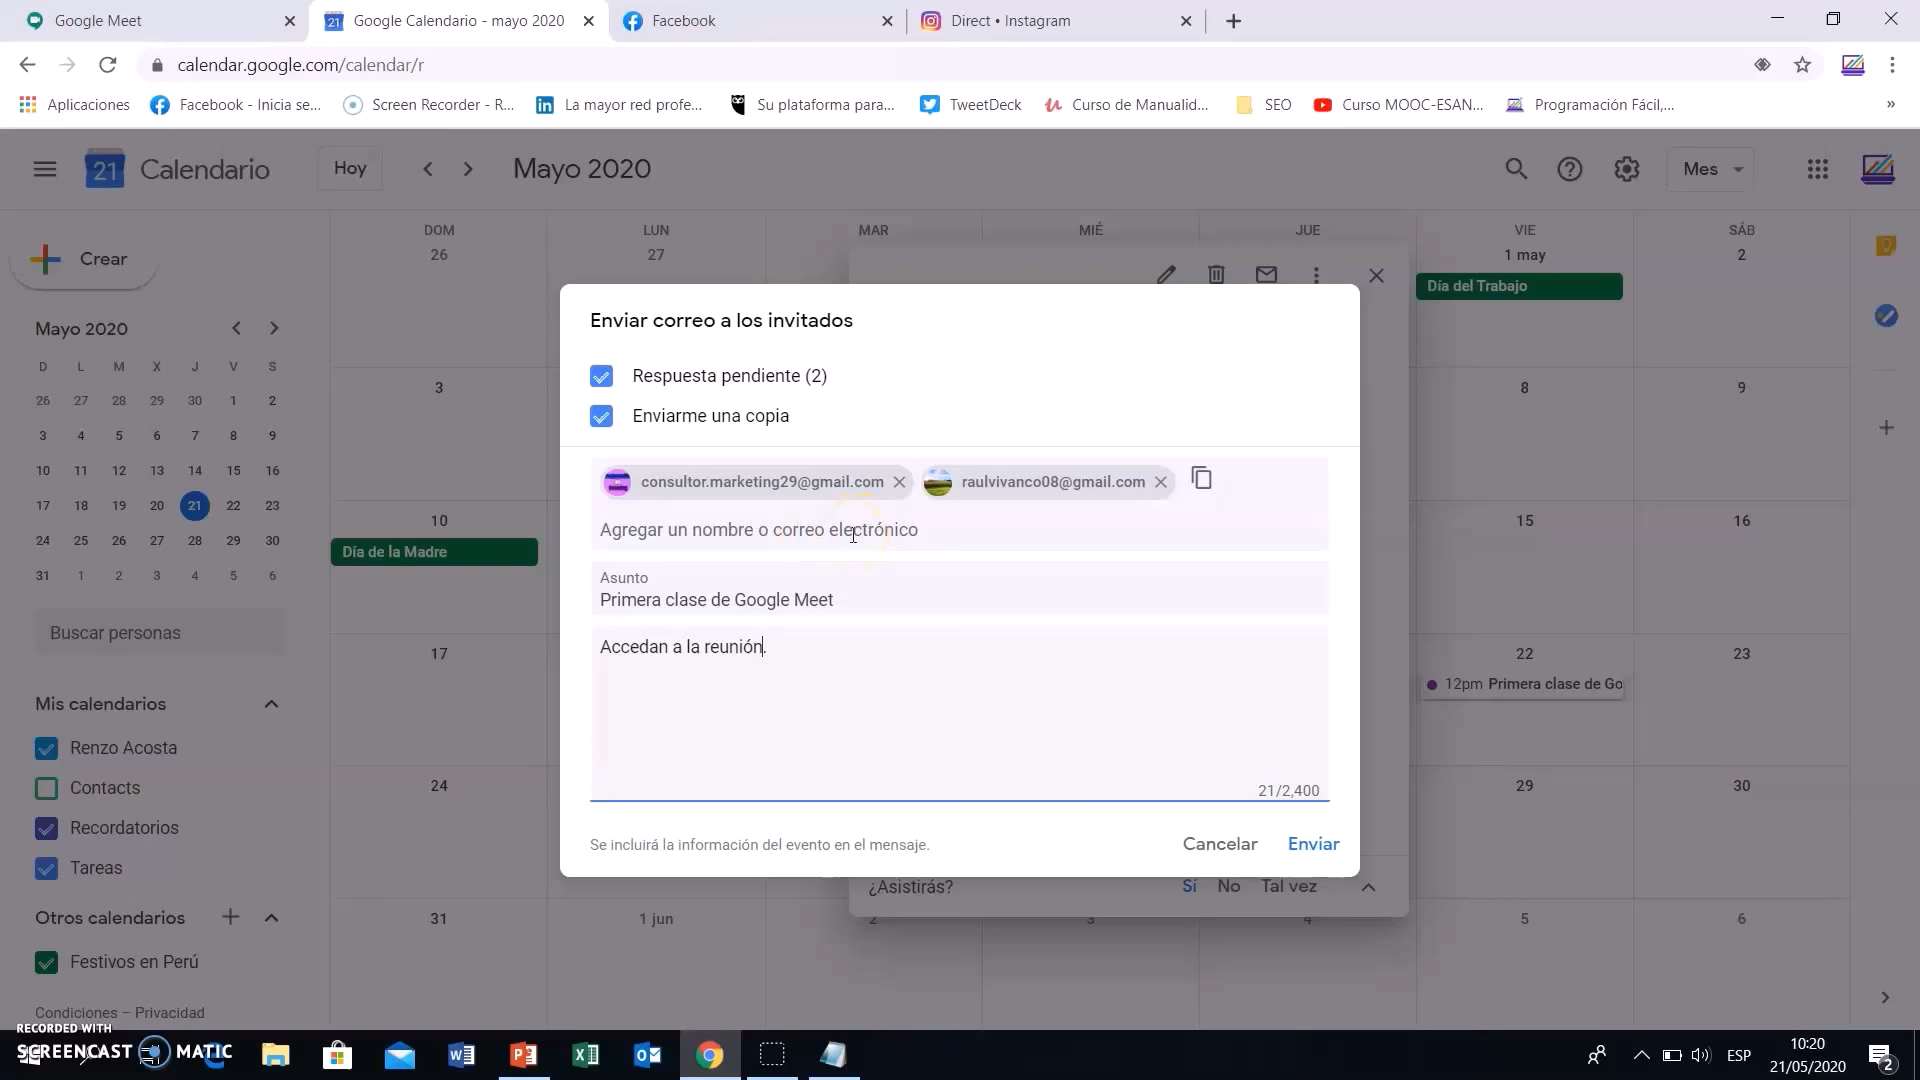 Google Meet
Google Calendario - mayo 2020
Facebook
Direct • Instagram
calendar.google.com/calendar/r
Aplicaciones
Facebook - Inicia se...
Screen Recorder - R...
La mayor red profe...
Su plataforma para...
TweetDeck
Curso de Manualid...
SEO
Curso MOOC-ESAN...
Programación Fácil,...
»
21
Calendario
Hoy
Mayo 2020
Mes
Crear
DOM LUN MAR MIÉ JUE VIE SÁB
26 27 1 may 2
Día del Trabajo
Mayo 2020
D L M X J V S
26 27 28 29 30 1 2
3 4 5 6 7 8 9
10 11 12 13 14 15 16
17 18 19 20 21 22 23
24 25 26 27 28 29 30
31 1 2 3 4 5 6
Buscar personas
Mis calendarios
Renzo Acosta
Contacts
Recordatorios
Tareas
Otros calendarios
Festivos en Perú
Condiciones – Privacidad
3 8 9
10 15 16
Día de la Madre
17 22 23
12pm Primera clase de Go
24 29 30
31 1 jun 2 3 4 5 6
Enviar correo a los invitados
Respuesta pendiente (2)
Enviarme una copia
consultor.marketing29@gmail.com
raulvivanco08@gmail.com
Agregar un nombre o correo electrónico
Asunto
Primera clase de Google Meet
Accedan a la reunión.
21/2,400
Se incluirá la información del evento en el mensaje.
Cancelar
Enviar
¿Asistirás?
Sí
No
Tal vez
RECORDED WITH
SCREENCAST MATIC
ESP
10:20
21/05/2020
2